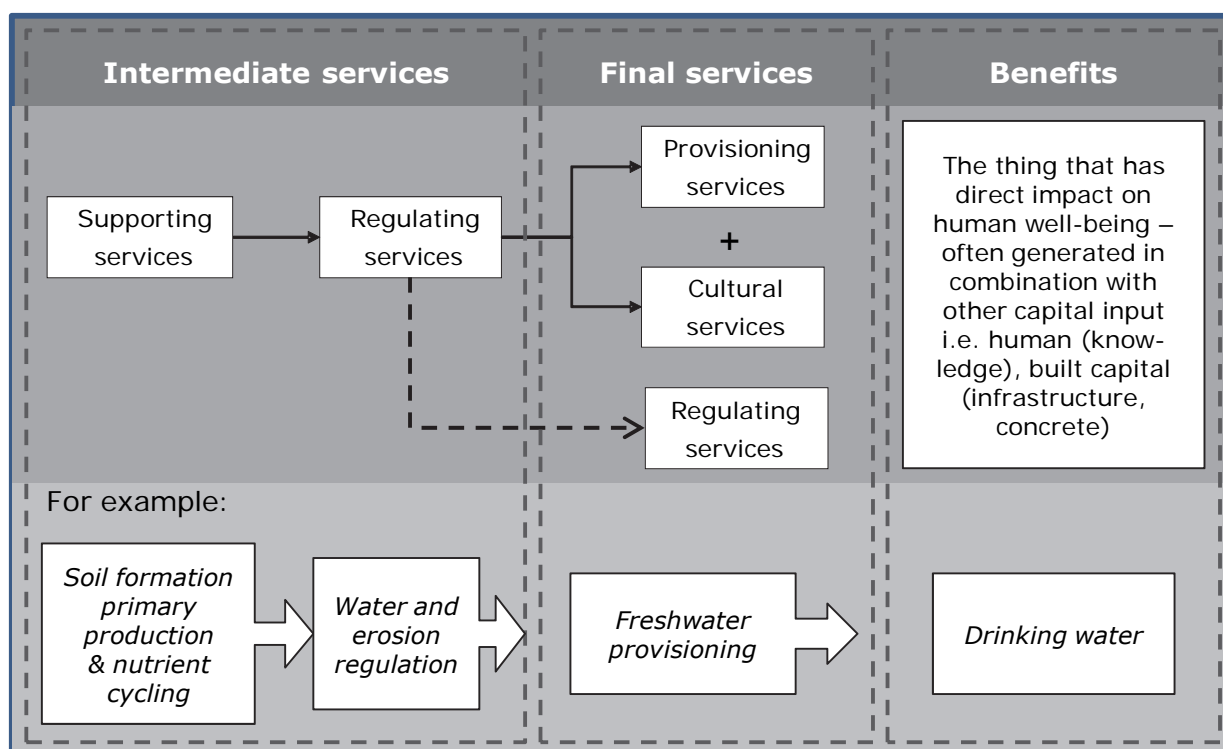 Intermediate services
Final services
Benefits
Supporting
services
Regulating
services
Provisioning
services
+
Cultural
services
Regulating
services
The thing that has
direct impact on
human well-being –
often generated in
combination with
other capital input
i.e. human (know-
ledge), built capital
(infrastructure,
concrete)
For example:
Soil formation
primary
production
& nutrient
cycling
Water and
erosion
regulation
Freshwater
provisioning
Drinking water